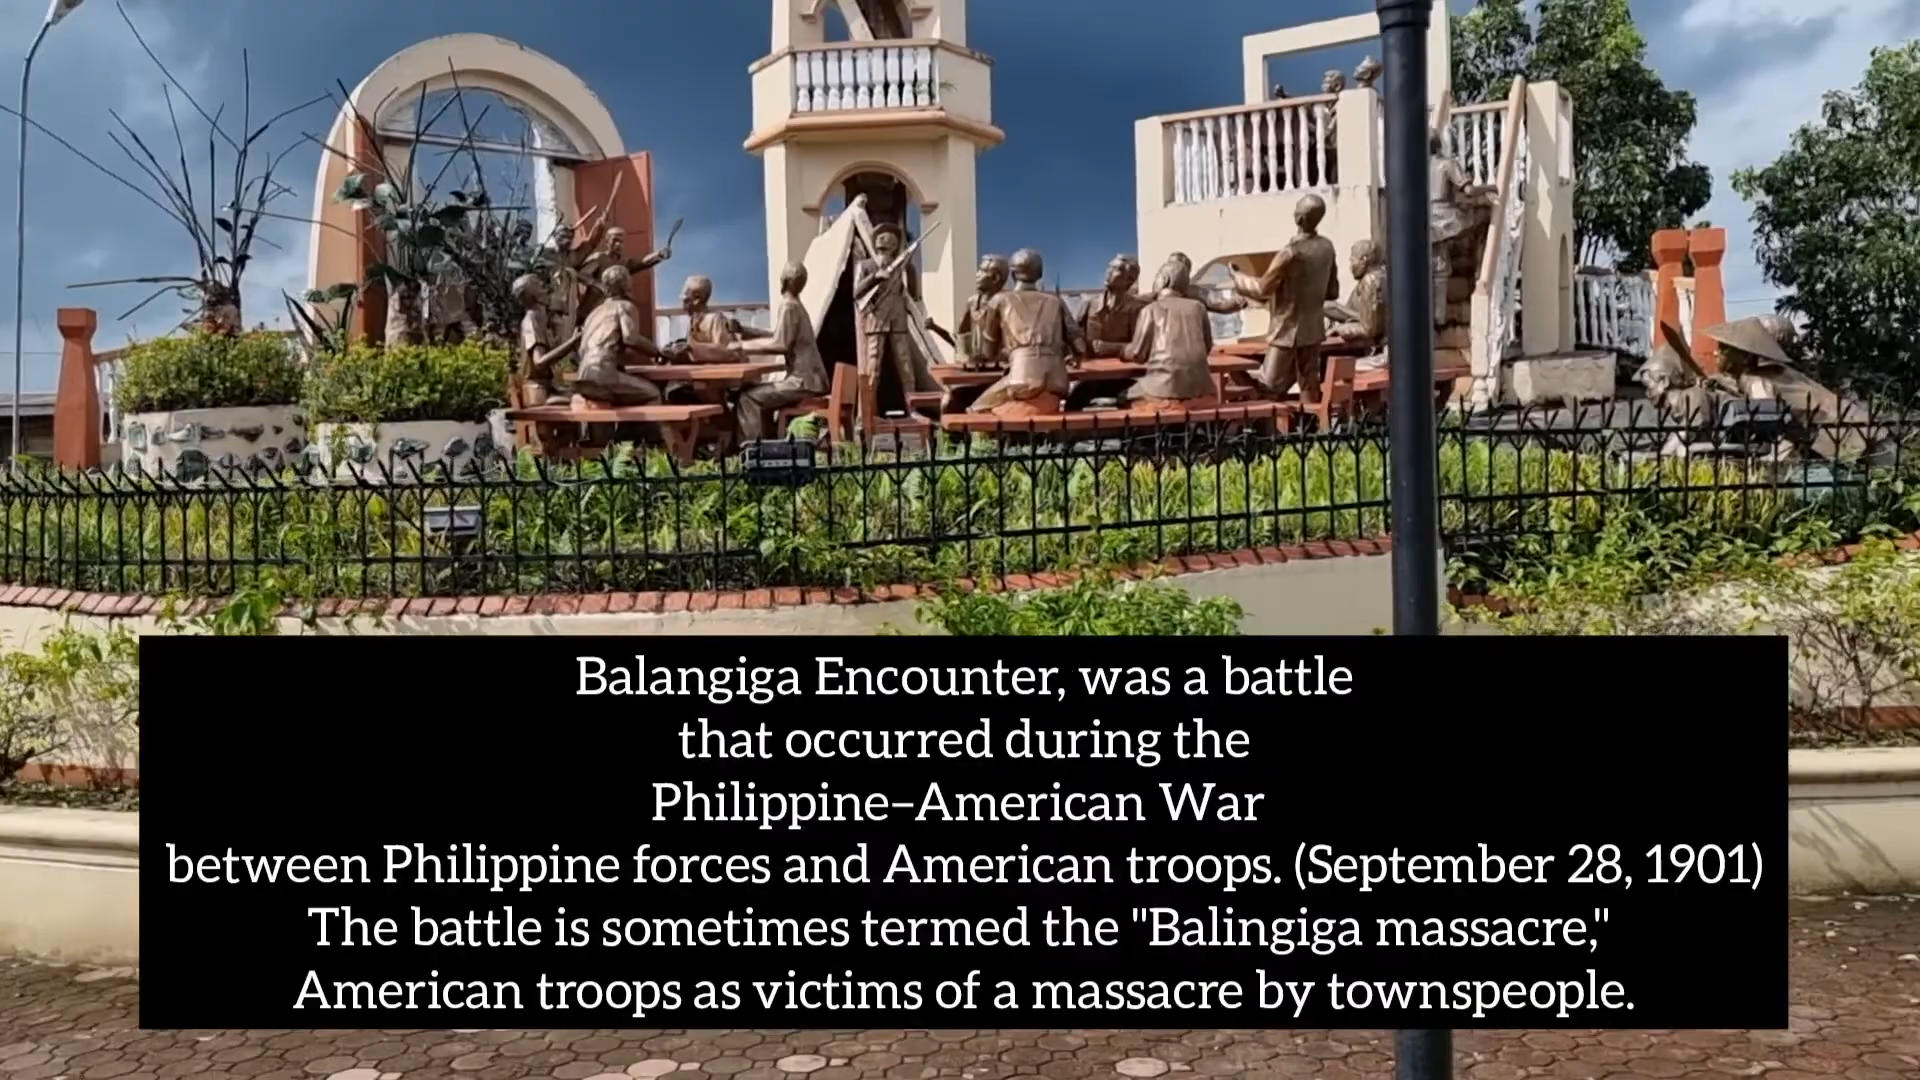 Balangiga Encounter, was a battle
that occurred during the
Philippine–American War
between Philippine forces and American troops. (September 28, 1901)
The battle is sometimes termed the "Balingiga massacre,"
American troops as victims of a massacre by townspeople.